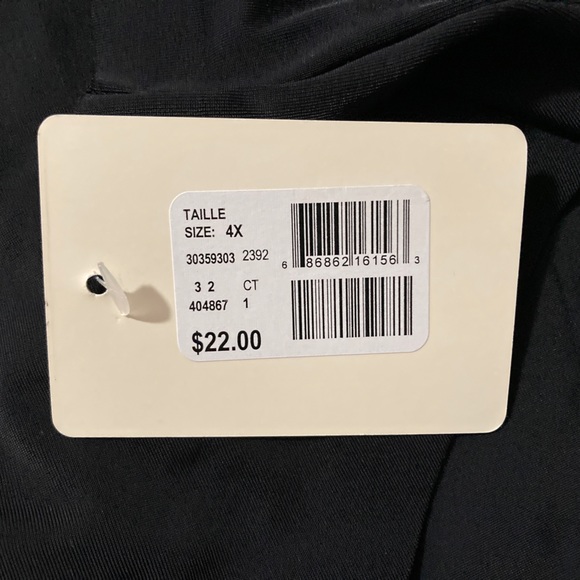 TAILLE
SIZE: 4X
30359303 2392
3 2 CT
404867 1
$22.00
6 86862 16156 3